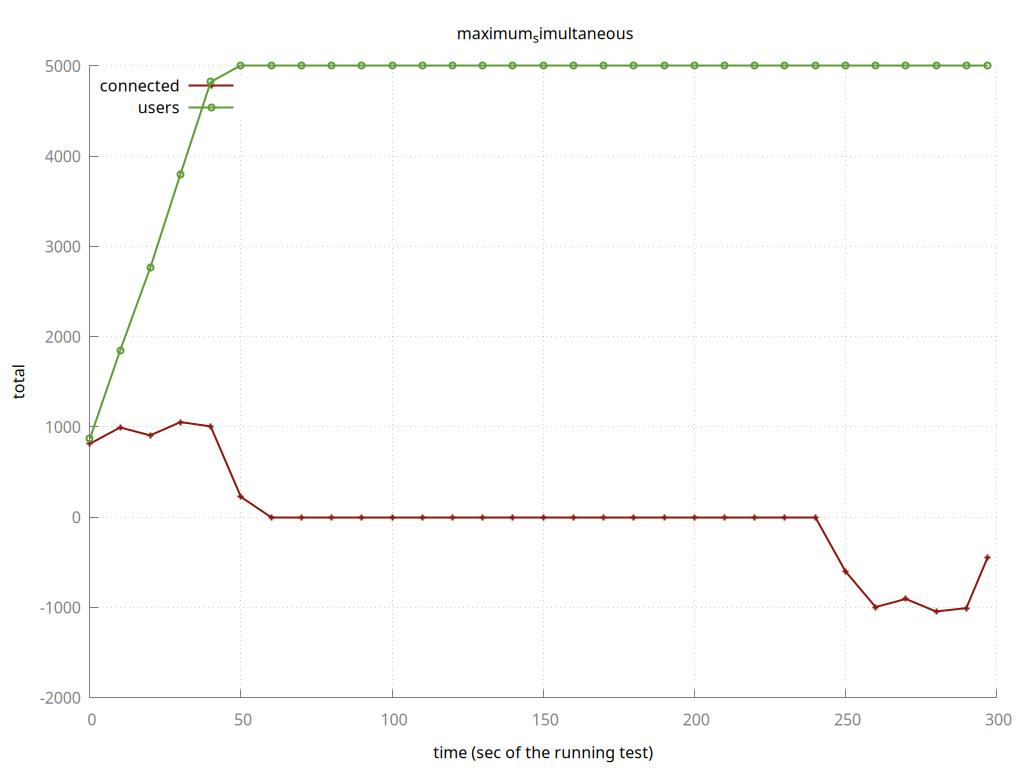 maximumsimultaneous
connected
users
5000
4000
3000
2000
1000
0
-1000
-2000
total
0 50 100 150 200 250 300
time (sec of the running test)